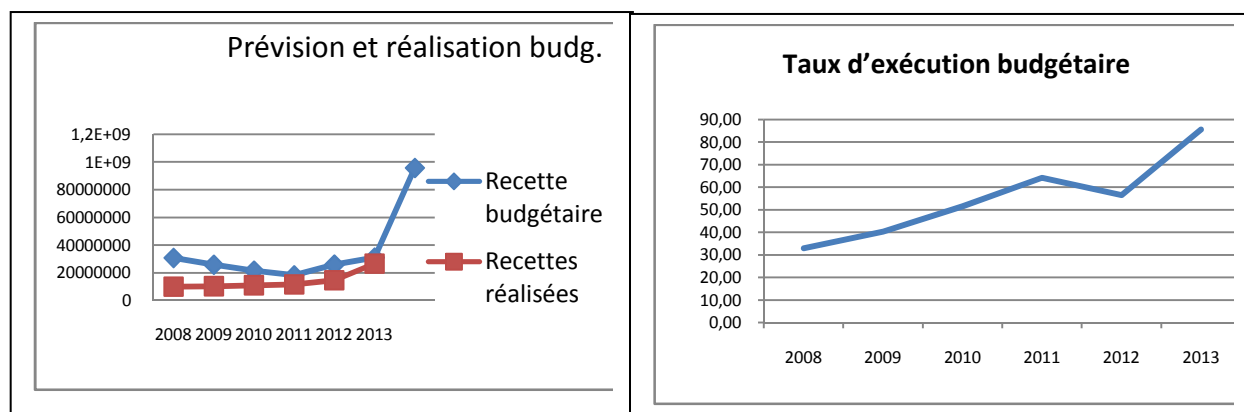 Prévision et réalisation budg.
1,2E+09
1E+09
80000000
60000000
40000000
20000000
0
2008 2009 2010 2011 2012 2013
Recette
budgétaire
Recettes
réalisées
Taux d’exécution budgétaire
90,00
80,00
70,00
60,00
50,00
40,00
30,00
20,00
10,00
0,00
2008 2009 2010 2011 2012 2013